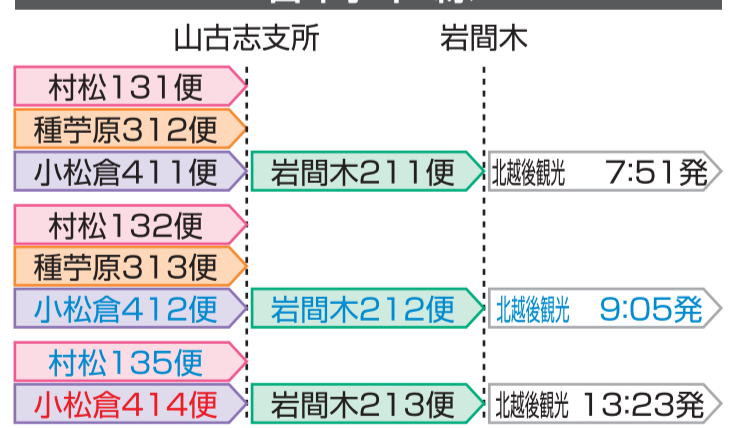 山古志支所 岩間木
村松131便
種苧原312便
小松倉411便 岩間木211便 北越後観光 7:51発
村松132便
種苧原313便
小松倉412便 岩間木212便 北越後観光 9:05発
村松135便
小松倉414便 岩間木213便 北越後観光 13:23発